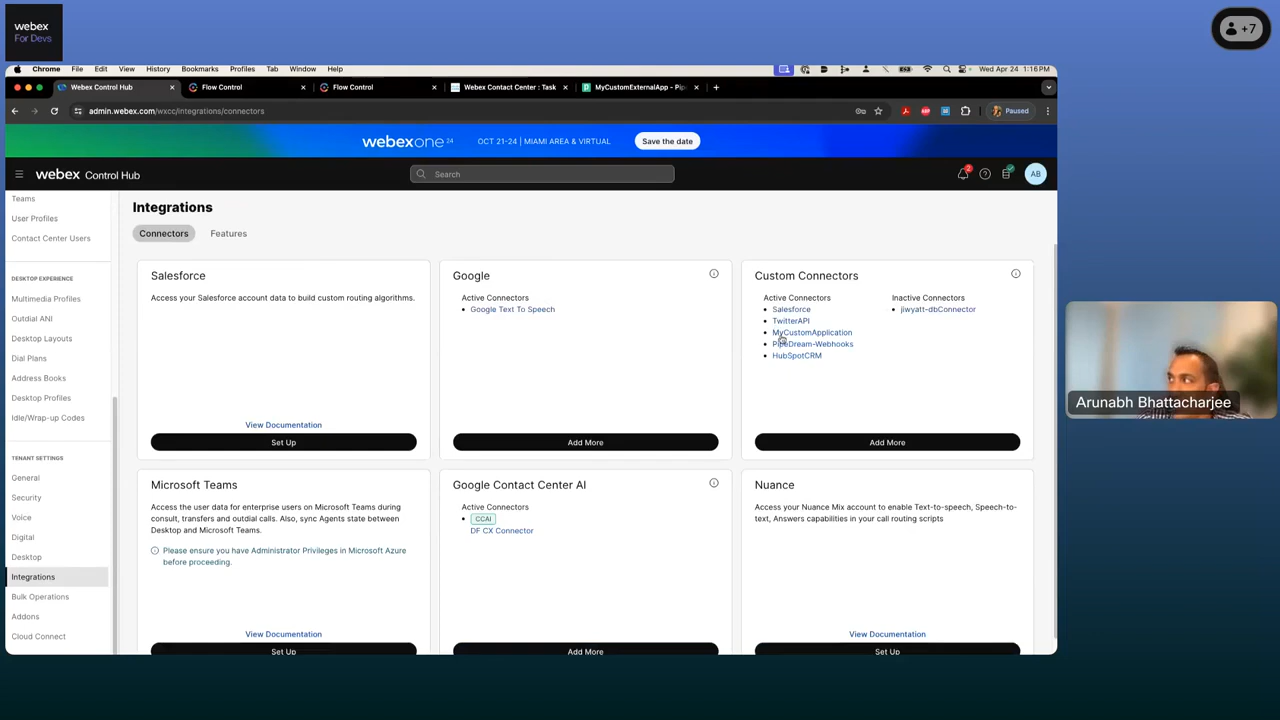 webex
For Devs
+7
Chrome File Edit View History Bookmarks Profiles Tab Window Help
Wed Apr 24 1:16 PM
Webex Control Hub
Flow Control
Flow Control
Webex Contact Center : Task
MyCustomExternalApp - Pip
admin.webex.com/wxcc/integrations/connectors
Paused
webexone 24
OCT 21-24 | MIAMI AREA & VIRTUAL
Save the date
webex Control Hub
Search
2
AB
Teams
User Profiles
Contact Center Users
DESKTOP EXPERIENCE
Multimedia Profiles
Outdial ANI
Desktop Layouts
Dial Plans
Address Books
Desktop Profiles
Idle/Wrap-up Codes
TENANT SETTINGS
General
Security
Voice
Digital
Desktop
Integrations
Bulk Operations
Addons
Cloud Connect
Integrations
Connectors
Features
Salesforce
Access your Salesforce account data to build custom routing algorithms.
View Documentation
Set Up
Google
Active Connectors
Google Text To Speech
Add More
Custom Connectors
Active Connectors
Salesforce
TwitterAPI
MyCustomApplication
PipeDream-Webhooks
HubSpotCRM
Inactive Connectors
jiwyatt-dbConnector
Add More
Microsoft Teams
Access the user data for enterprise users on Microsoft Teams during
consult, transfers and outdial calls. Also, sync Agents state between
Desktop and Microsoft Teams.
Please ensure you have Administrator Privileges in Microsoft Azure
before proceeding.
View Documentation
Set Up
Google Contact Center AI
Active Connectors
CCAI
DF CX Connector
Add More
Nuance
Access your Nuance Mix account to enable Text-to-speech, Speech-to-
text, Answers capabilities in your call routing scripts
View Documentation
Set Up
Arunabh Bhattacharjee